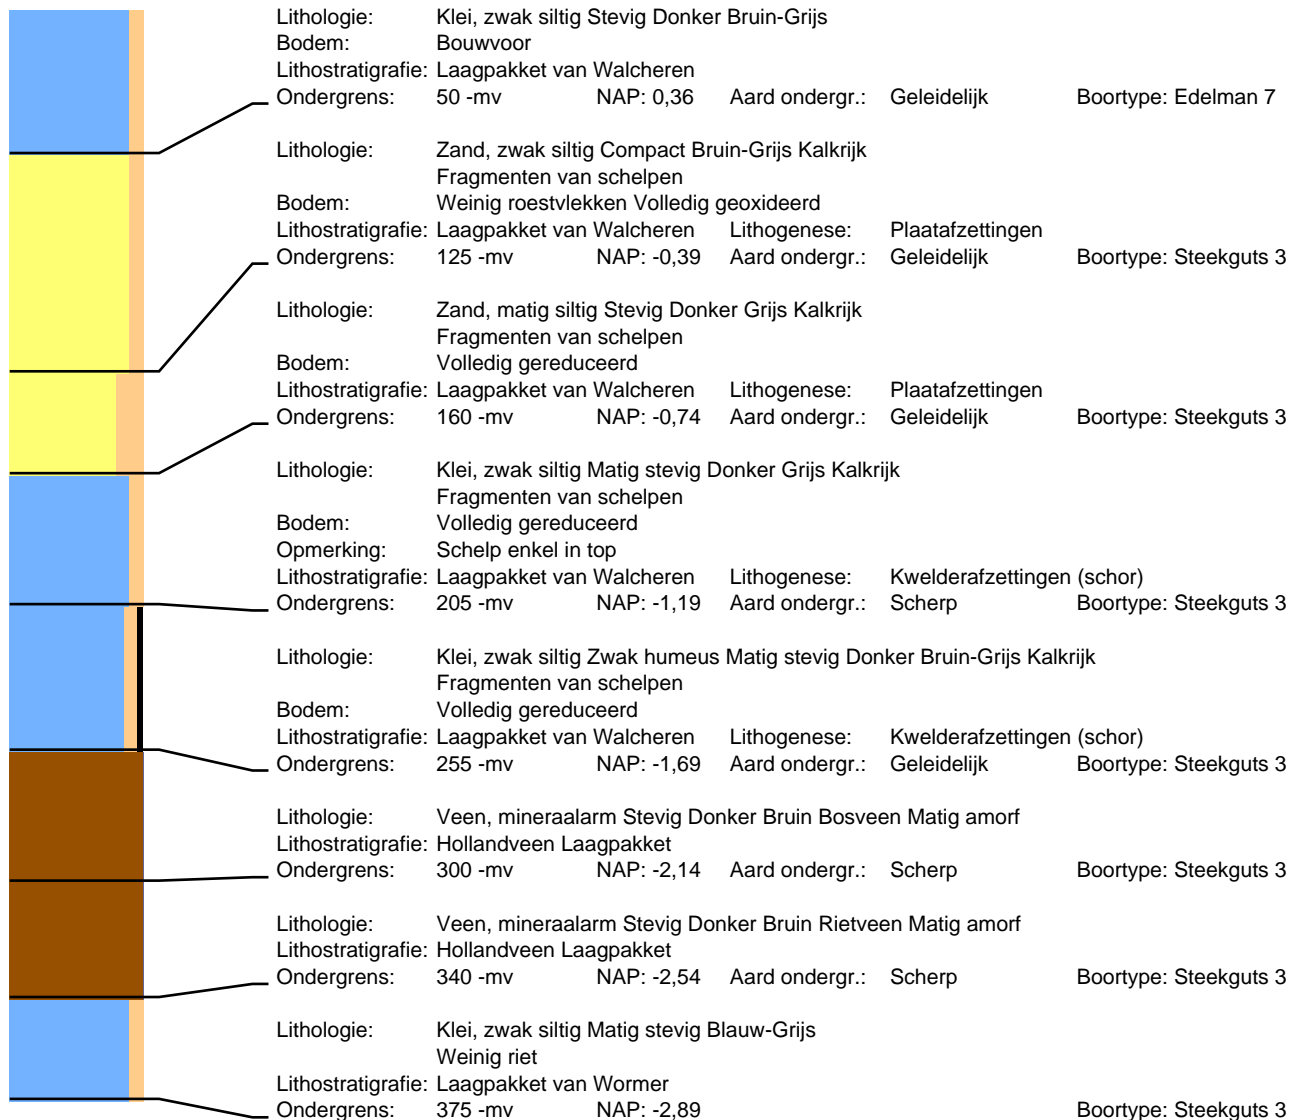 Lithologie: Klei, zwak siltig Stevig Donker Bruin-Grijs
Bodem: Bouwvoor
Lithostratigrafie: Laagpakket van Walcheren
Ondergrens: 50 -mv NAP: 0,36 Aard ondergr.: Geleidelijk Boortype: Edelman 7
Lithologie: Zand, zwak siltig Compact Bruin-Grijs Kalkrijk
Fragmenten van schelpen
Bodem: Weinig roestvlekken Volledig geoxideerd
Lithostratigrafie: Laagpakket van Walcheren Lithogenese: Plaatafzettingen
Ondergrens: 125 -mv NAP: -0,39 Aard ondergr.: Geleidelijk Boortype: Steekguts 3
Lithologie: Zand, matig siltig Stevig Donker Grijs Kalkrijk
Fragmenten van schelpen
Bodem: Volledig gereduceerd
Lithostratigrafie: Laagpakket van Walcheren Lithogenese: Plaatafzettingen
Ondergrens: 160 -mv NAP: -0,74 Aard ondergr.: Geleidelijk Boortype: Steekguts 3
Lithologie: Klei, zwak siltig Matig stevig Donker Grijs Kalkrijk
Fragmenten van schelpen
Bodem: Volledig gereduceerd
Opmerking: Schelp enkel in top
Lithostratigrafie: Laagpakket van Walcheren Lithogenese: Kwelderafzettingen (schor)
Ondergrens: 205 -mv NAP: -1,19 Aard ondergr.: Scherp Boortype: Steekguts 3
Lithologie: Klei, zwak siltig Zwak humeus Matig stevig Donker Bruin-Grijs Kalkrijk
Fragmenten van schelpen
Bodem: Volledig gereduceerd
Lithostratigrafie: Laagpakket van Walcheren Lithogenese: Kwelderafzettingen (schor)
Ondergrens: 255 -mv NAP: -1,69 Aard ondergr.: Geleidelijk Boortype: Steekguts 3
Lithologie: Veen, mineraalarm Stevig Donker Bruin Bosveen Matig amorf
Lithostratigrafie: Hollandveen Laagpakket
Ondergrens: 300 -mv NAP: -2,14 Aard ondergr.: Scherp Boortype: Steekguts 3
Lithologie: Veen, mineraalarm Stevig Donker Bruin Rietveen Matig amorf
Lithostratigrafie: Hollandveen Laagpakket
Ondergrens: 340 -mv NAP: -2,54 Aard ondergr.: Scherp Boortype: Steekguts 3
Lithologie: Klei, zwak siltig Matig stevig Blauw-Grijs
Weinig riet
Lithostratigrafie: Laagpakket van Wormer
Ondergrens: 375 -mv NAP: -2,89 Boortype: Steekguts 3